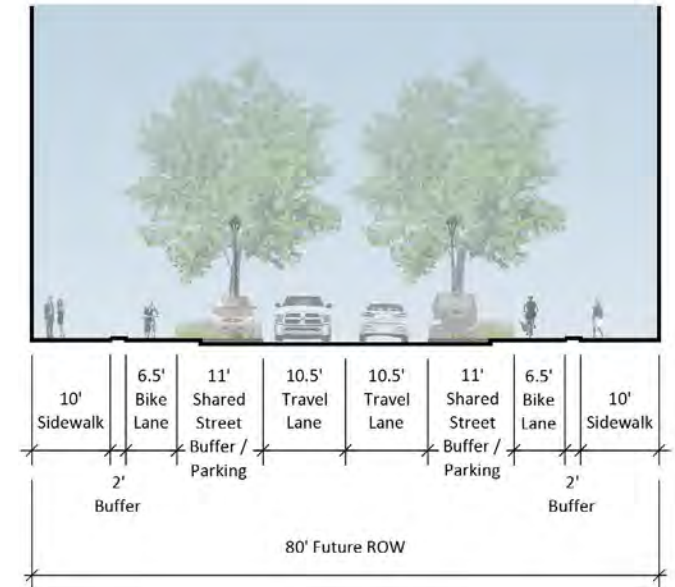 10'
Sidewalk
6.5'
Bike
Lane
11'
Shared
Street
Buffer /
Parking
10.5'
Travel
Lane
10.5'
Travel
Lane
11'
Shared
Street
Buffer /
Parking
6.5'
Bike
Lane
10'
Sidewalk
2'
Buffer
2'
Buffer
80' Future ROW